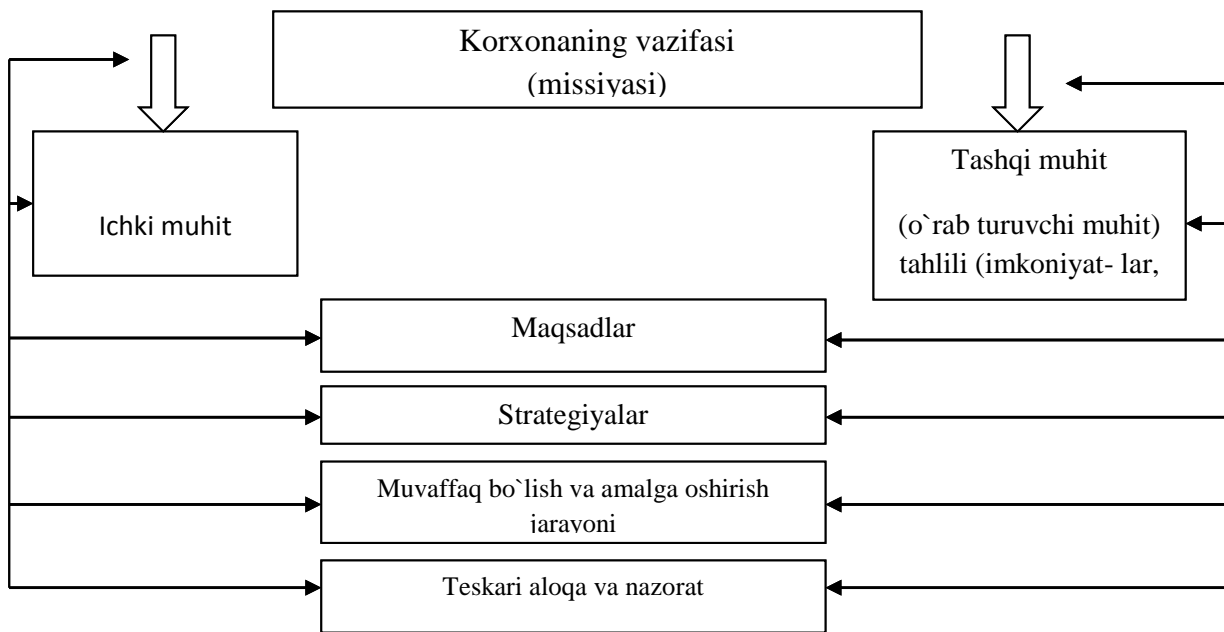 Korxonaning vazifasi
(missiyasi)
Ichki muhit
Tashqi muhit
(o`rab turuvchi muhit)
tahlili (imkoniyat- lar,
Maqsadlar
Strategiyalar
Muvaffaq bo`lish va amalga oshirish
jarayoni
Teskari aloqa va nazorat